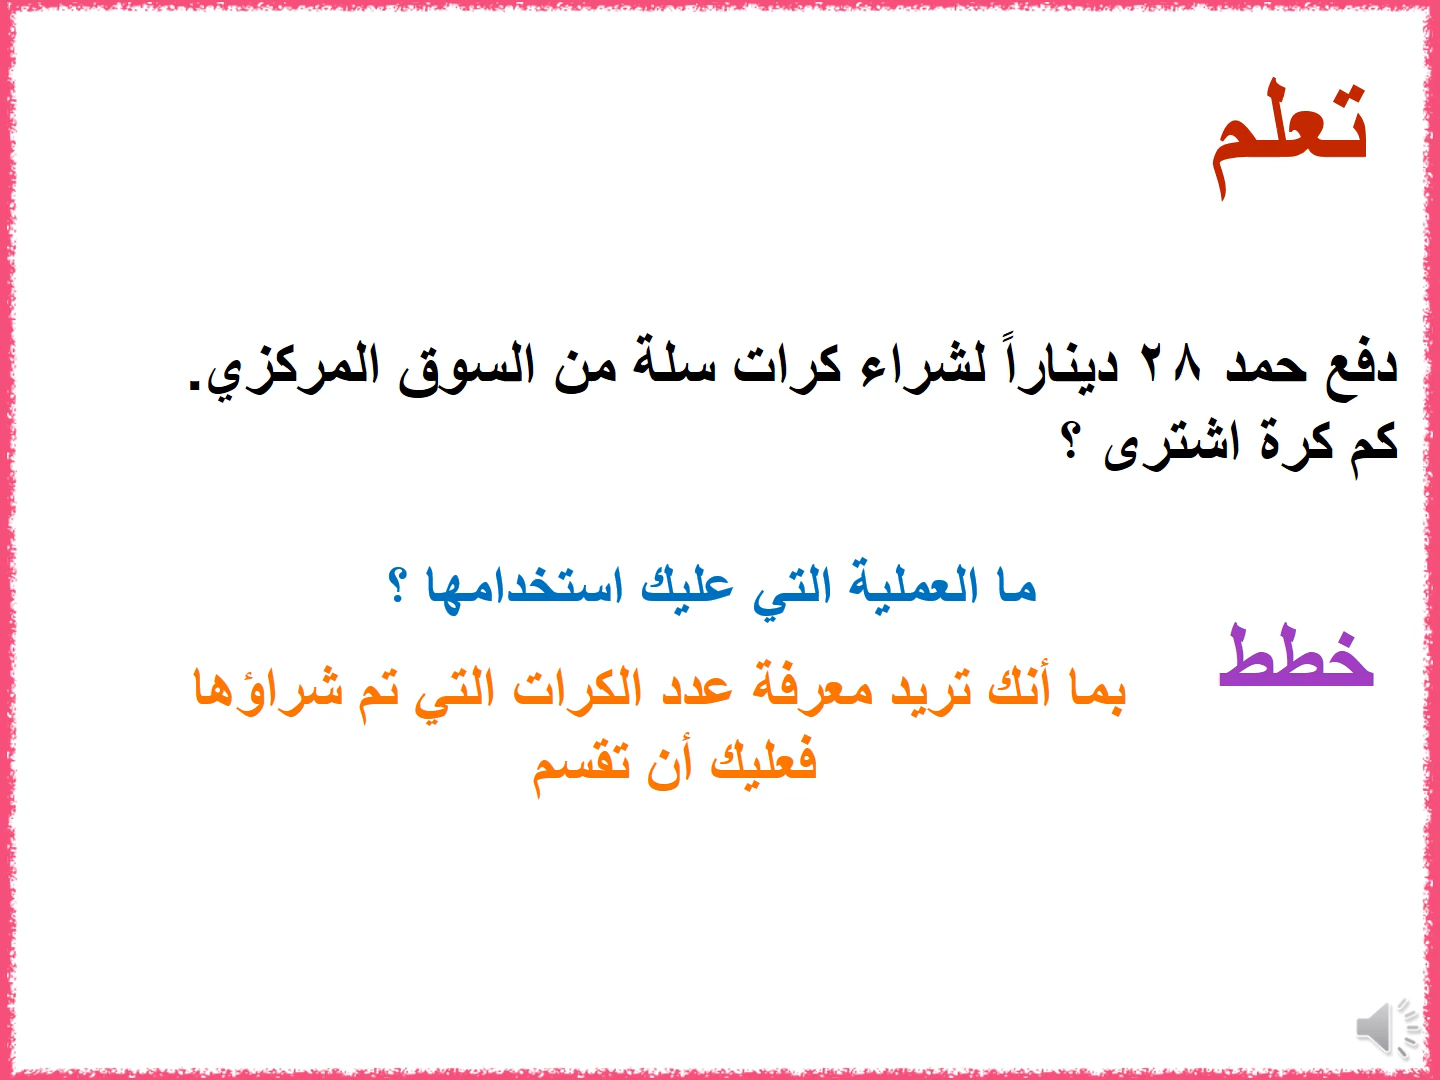 تعلم
دفع حمد ٢٨ ديناراً لشراء كرات سلة من السوق المركزي.
كم كرة اشترى ؟
ما العملية التي عليك استخدامها ؟
خطط
بما أنك تريد معرفة عدد الكرات التي تم شراؤها
فعليك أن تقسم